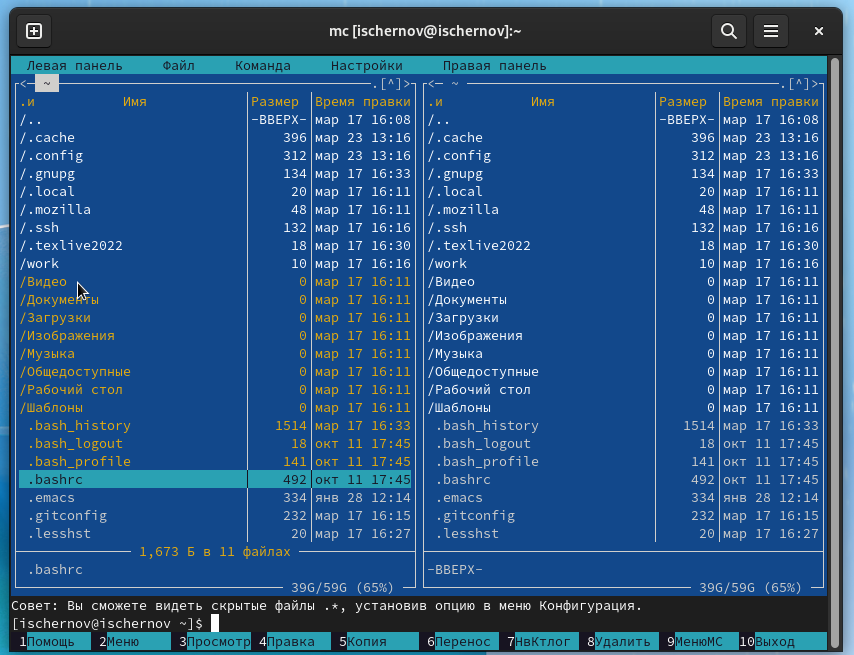 mc [ischernov@ischernov]:~
Левая панель Файл Команда Настройки Правая панель
<─ ~ .[^]> <─ ~ .[^]>
.и Имя Размер Время правки .и Имя Размер Время правки
/.. -ВВЕРХ- мар 17 16:08 /.. -ВВЕРХ- мар 17 16:08
/.cache 396 мар 23 13:16 /.cache 396 мар 23 13:16
/.config 312 мар 23 13:16 /.config 312 мар 23 13:16
/.gnupg 134 мар 17 16:33 /.gnupg 134 мар 17 16:33
/.local 20 мар 17 16:11 /.local 20 мар 17 16:11
/.mozilla 48 мар 17 16:11 /.mozilla 48 мар 17 16:11
/.ssh 132 мар 17 16:16 /.ssh 132 мар 17 16:16
/.texlive2022 18 мар 17 16:30 /.texlive2022 18 мар 17 16:30
/work 10 мар 17 16:16 /work 10 мар 17 16:16
/Видео 0 мар 17 16:11 /Видео 0 мар 17 16:11
/Документы 0 мар 17 16:11 /Документы 0 мар 17 16:11
/Загрузки 0 мар 17 16:11 /Загрузки 0 мар 17 16:11
/Изображения 0 мар 17 16:11 /Изображения 0 мар 17 16:11
/Музыка 0 мар 17 16:11 /Музыка 0 мар 17 16:11
/Общедоступные 0 мар 17 16:11 /Общедоступные 0 мар 17 16:11
/Рабочий стол 0 мар 17 16:11 /Рабочий стол 0 мар 17 16:11
/Шаблоны 0 мар 17 16:11 /Шаблоны 0 мар 17 16:11
.bash_history 1514 мар 17 16:33 .bash_history 1514 мар 17 16:33
.bash_logout 18 окт 11 17:45 .bash_logout 18 окт 11 17:45
.bash_profile 141 окт 11 17:45 .bash_profile 141 окт 11 17:45
.bashrc 492 окт 11 17:45 .bashrc 492 окт 11 17:45
.emacs 334 янв 28 12:14 .emacs 334 янв 28 12:14
.gitconfig 232 мар 17 16:15 .gitconfig 232 мар 17 16:15
.lesshst 20 мар 17 16:27 .lesshst 20 мар 17 16:27
1,673 Б в 11 файлах
.bashrc -ВВЕРХ-
39G/59G (65%) 39G/59G (65%)
Совет: Вы сможете видеть скрытые файлы .*, установив опцию в меню Конфигурация.
[ischernov@ischernov ~]$
1Помощь 2Меню 3Просмотр 4Правка 5Копия 6Перенос 7НвКтлог 8Удалить 9МенюМС 10Выход